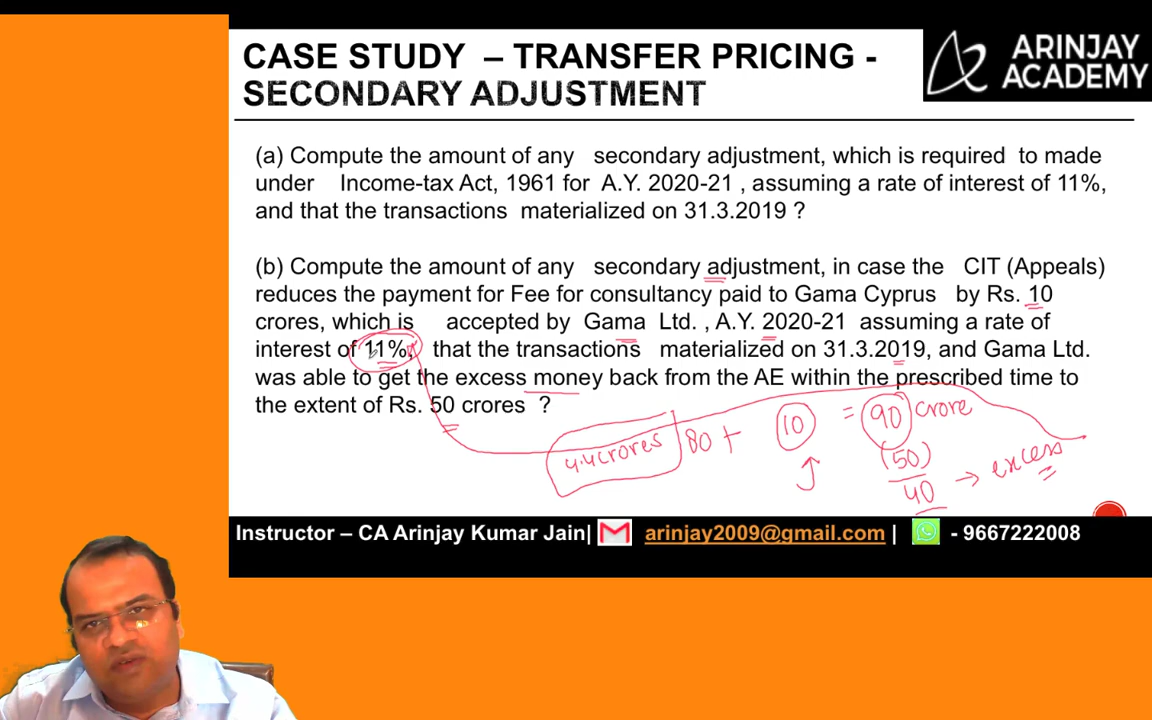 CASE STUDY – TRANSFER PRICING -
SECONDARY ADJUSTMENT
ARINJAY
ACADEMY
(a) Compute the amount of any secondary adjustment, which is required to made
under Income-tax Act, 1961 for A.Y. 2020-21 , assuming a rate of interest of 11%,
and that the transactions materialized on 31.3.2019 ?
(b) Compute the amount of any secondary adjustment, in case the CIT (Appeals)
reduces the payment for Fee for consultancy paid to Gama Cyprus by Rs. 10
crores, which is accepted by Gama Ltd. , A.Y. 2020-21 assuming a rate of
interest of 11%, that the transactions materialized on 31.3.2019, and Gama Ltd.
was able to get the excess money back from the AE within the prescribed time to
the extent of Rs. 50 crores ?
4.4 crores 80 + 10 = 90 crore
(50)
40 → excess
Instructor – CA Arinjay Kumar Jain| arinjay2009@gmail.com | - 9667222008